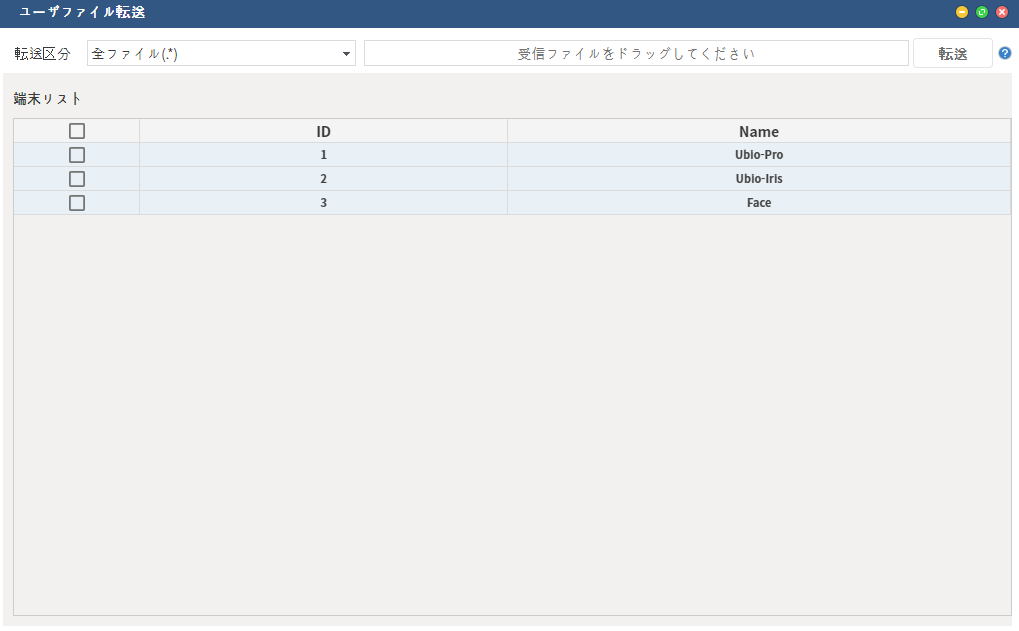 ユーザファイル転送
転送区分 全ファイル(.*) 受信ファイルをドラッグしてください 転送 ?
端末リスト
ID Name
1 Ubio-Pro
2 Ubio-Iris
3 Face